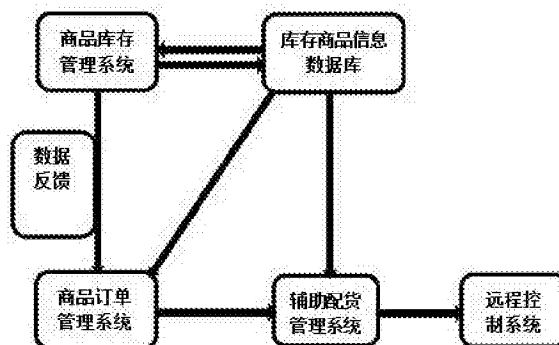 商品库存
管理系统
库存商品信息
数据库
数据
反馈
商品订单
管理系统
辅助配货
管理系统
远程控
制系统